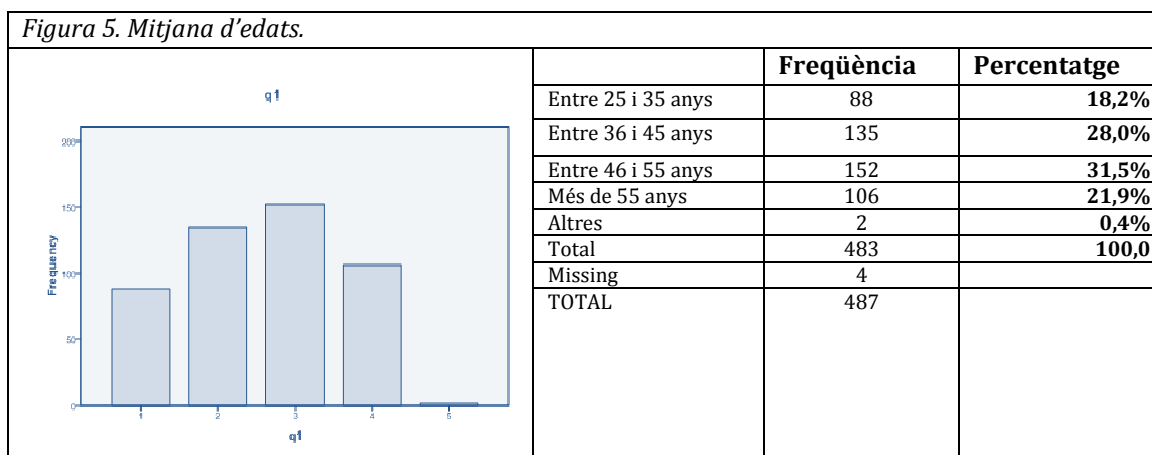 Figura 5. Mitjana d'edats.
q1
200
150
100
50
0
Frequency
1 2 3 4 5
q1
Freqüència Percentatge
Entre 25 i 35 anys 88 18,2%
Entre 36 i 45 anys 135 28,0%
Entre 46 i 55 anys 152 31,5%
Més de 55 anys 106 21,9%
Altres 2 0,4%
Total 483 100,0
Missing 4
TOTAL 487